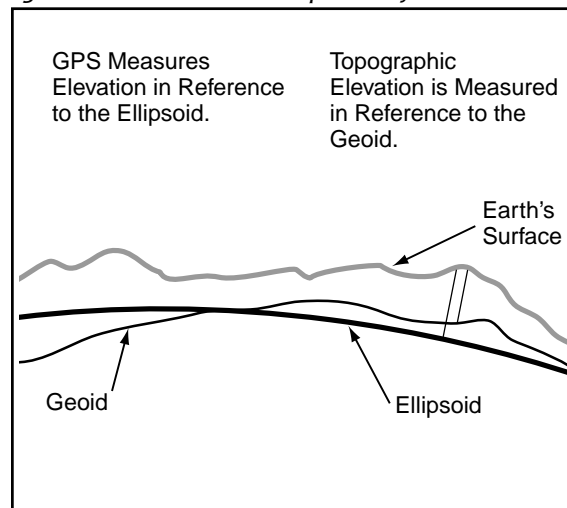 GPS Measures
Elevation in Reference
to the Ellipsoid.
Topographic
Elevation is Measured
in Reference to the
Geoid.
Earth's
Surface
Geoid
Ellipsoid